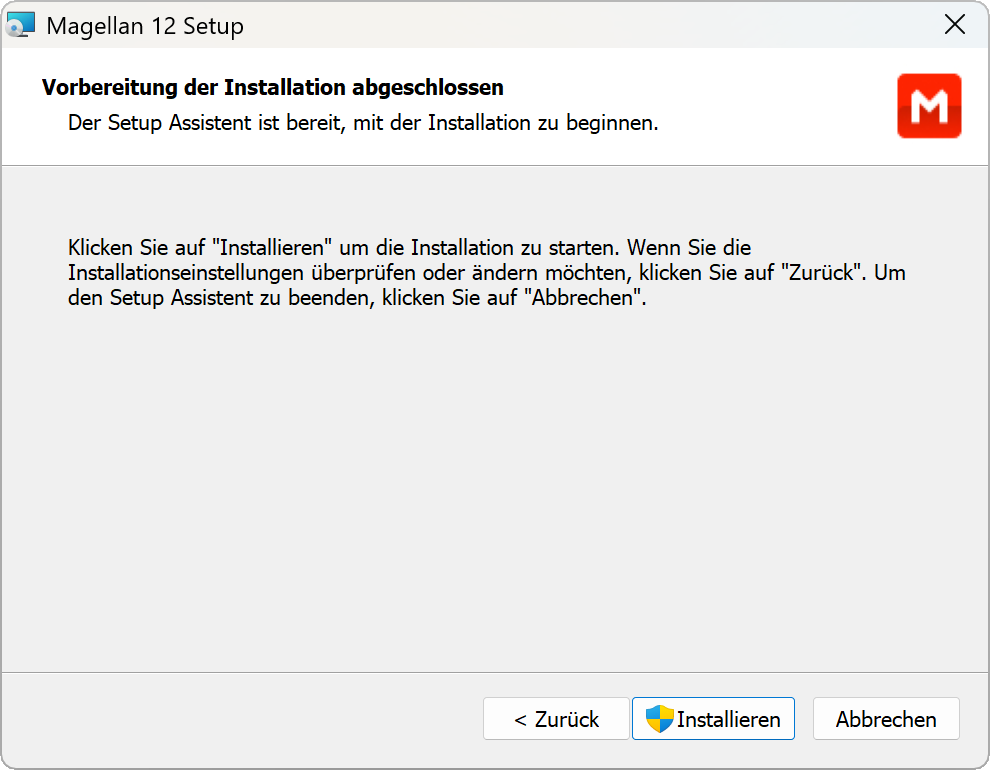 Magellan 12 Setup
Vorbereitung der Installation abgeschlossen
Der Setup Assistent ist bereit, mit der Installation zu beginnen.
M
Klicken Sie auf "Installieren" um die Installation zu starten. Wenn Sie die
Installationseinstellungen überprüfen oder ändern möchten, klicken Sie auf "Zurück". Um
den Setup Assistent zu beenden, klicken Sie auf "Abbrechen".
< Zurück
Installieren
Abbrechen